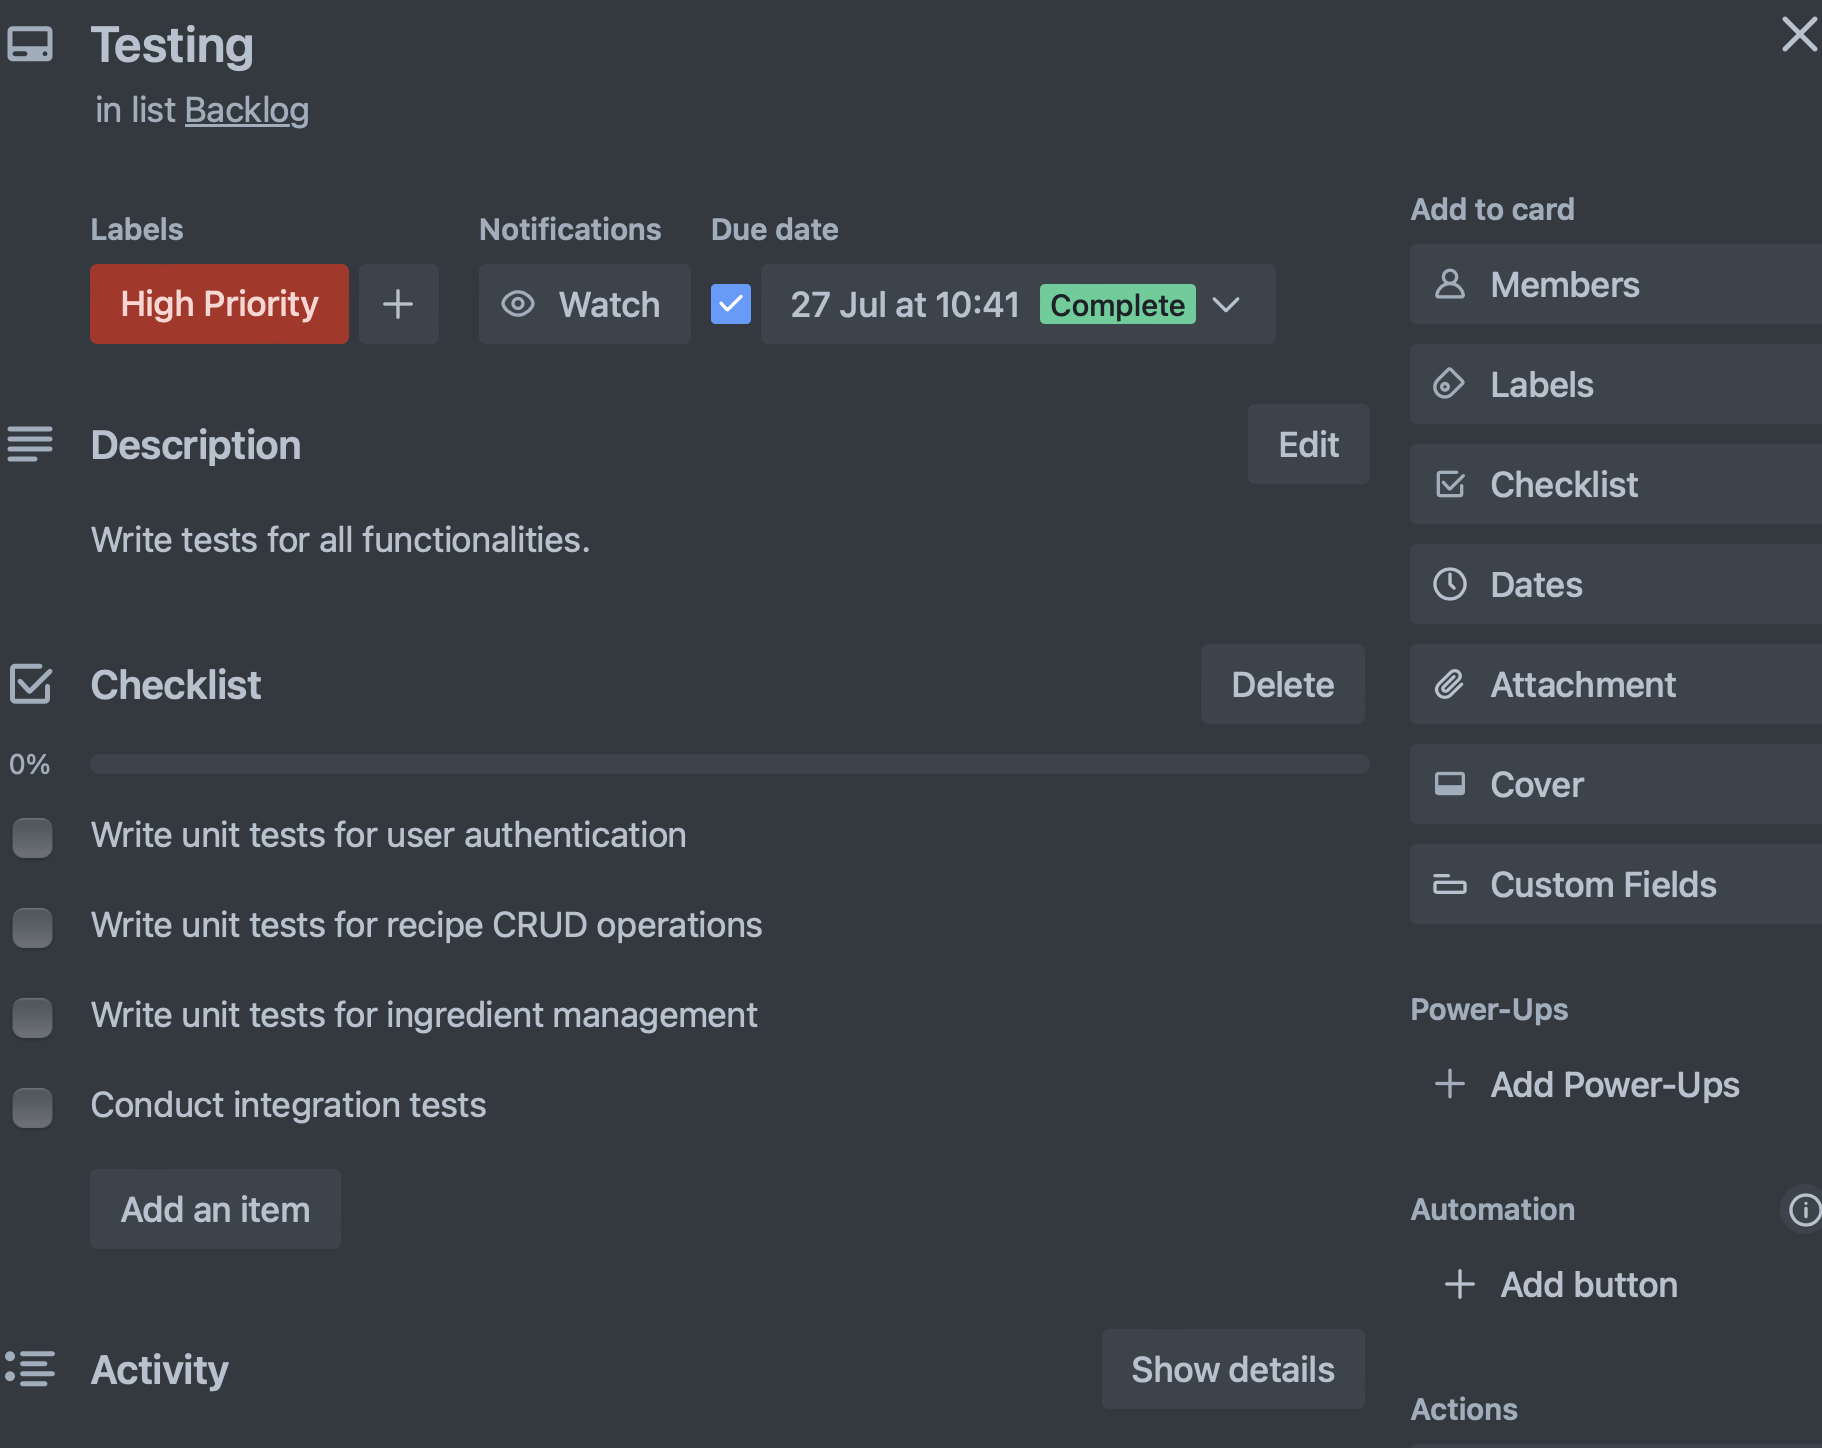 Testing
in list Backlog
Labels
Notifications
Due date
High Priority
Watch
27 Jul at 10:41 Complete
Description
Edit
Write tests for all functionalities.
Checklist
Delete
0%
Write unit tests for user authentication
Write unit tests for recipe CRUD operations
Write unit tests for ingredient management
Conduct integration tests
Add an item
Activity
Show details
Add to card
Members
Labels
Checklist
Dates
Attachment
Cover
Custom Fields
Power-Ups
Add Power-Ups
Automation
Add button
Actions